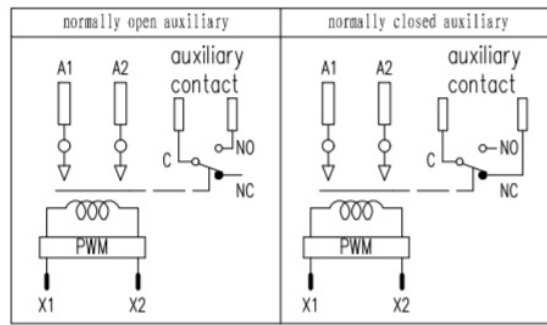 normally open auxiliary
normally closed auxiliary
A1
A2
auxiliary
contact
C
NO
NC
PWM
X1
X2
A1
A2
auxiliary
contact
C
NO
NC
PWM
X1
X2